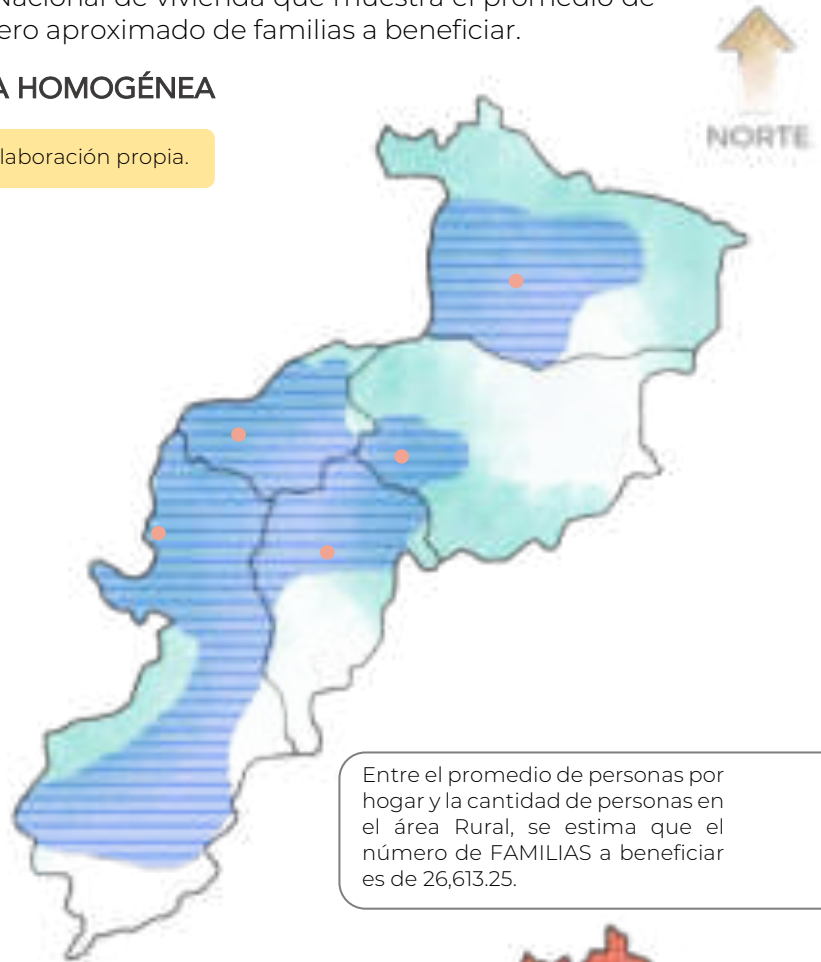 Nacional de vivienda que muestra el promedio de
ero aproximado de familias a beneficiar.
A HOMOGÉNEA
laboración propia.
NORTE
Entre el promedio de personas por
hogar y la cantidad de personas en
el área Rural, se estima que el
número de FAMILIAS a beneficiar
es de 26,613.25.